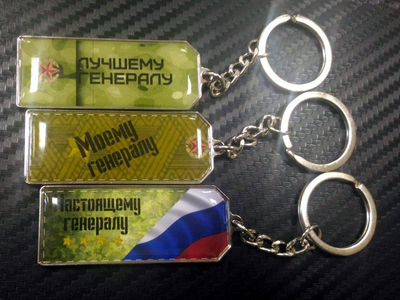 ЛУЧШЕМУ
ГЕНЕРАЛУ
Моему
генералу
Настоящему
генералу